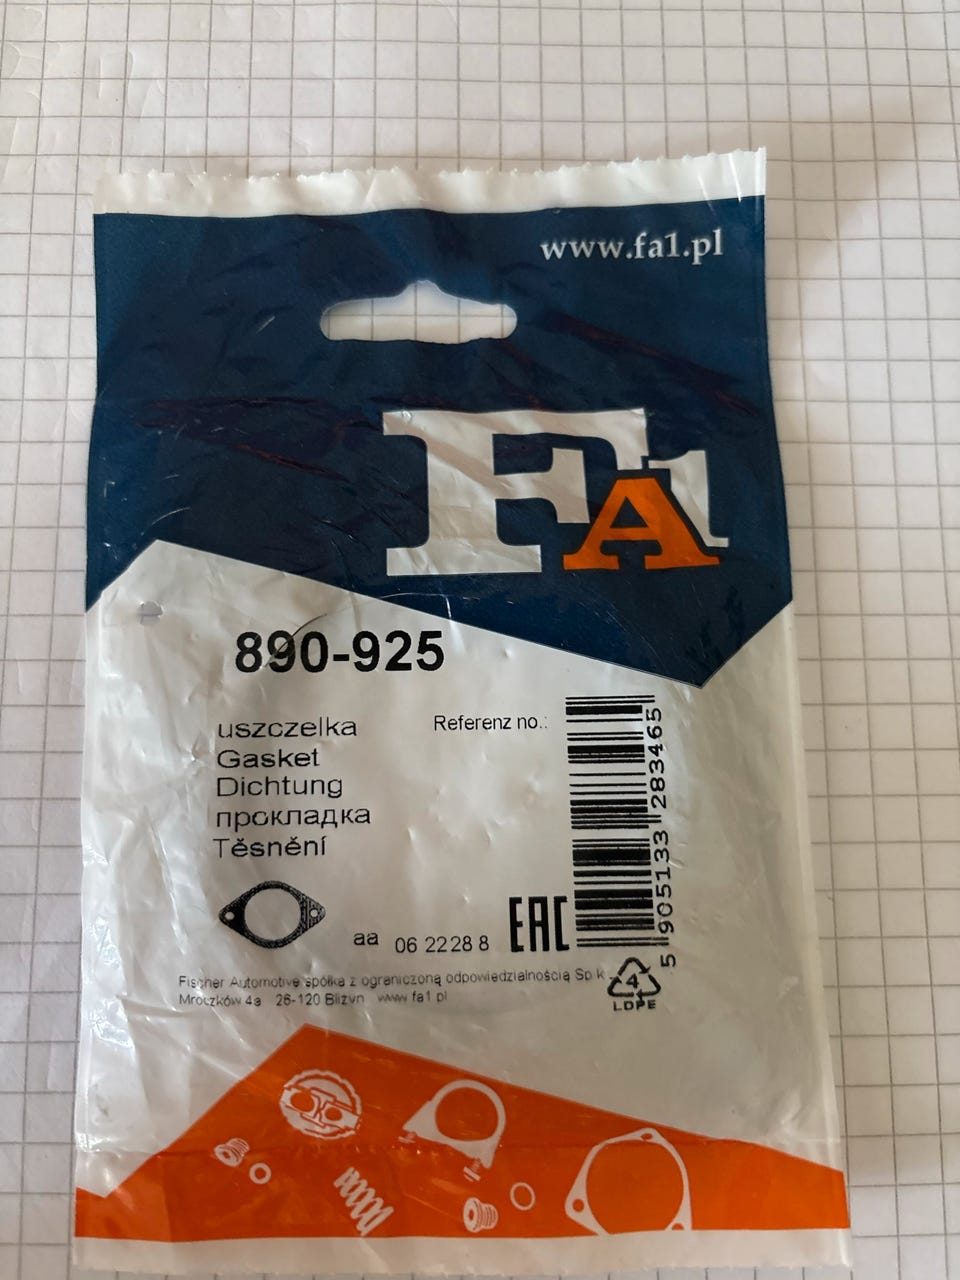 www.fa1.pl
FA1
890-925
uszczelka
Referenz no.:
Gasket
Dichtung
прокладка
Těsnění
aa
06 2228 8
EAC
5 905133 283465
Fischer Automotive spółka z ograniczoną odpowiedzialnością Sp k
Mroczków 4a 26-120 Bliżyn www fa1 pl
4
LDPE